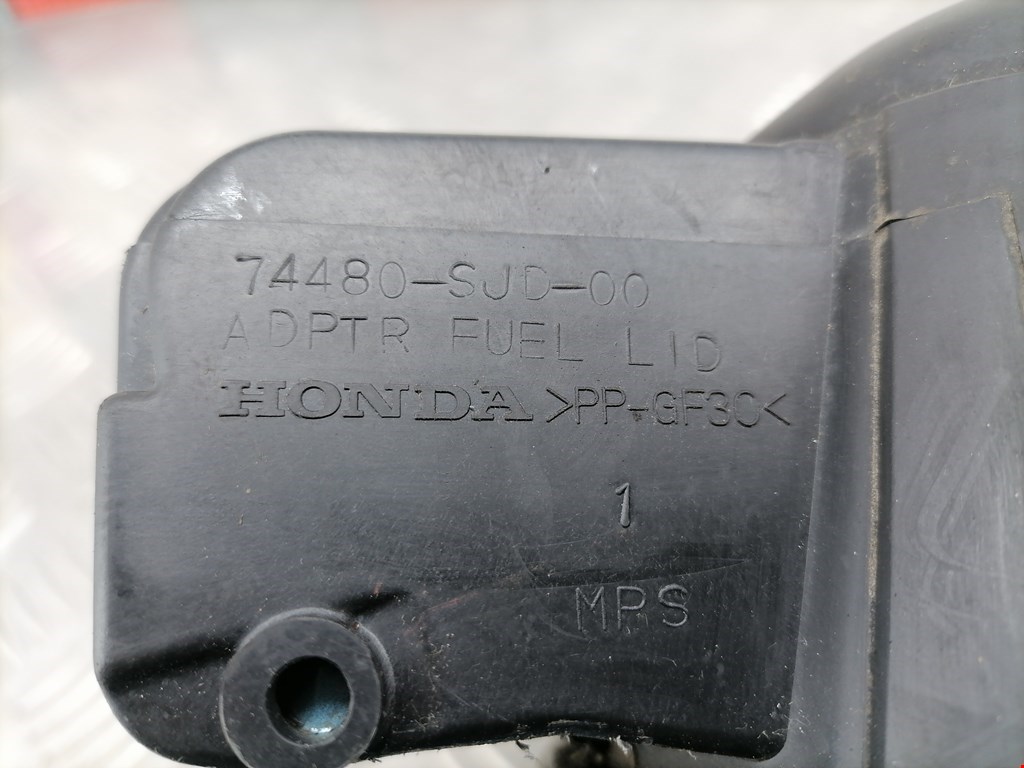 74480-SJD-00
ADPTR FUEL LID
HONDA >PP-GF30<
1
MPS